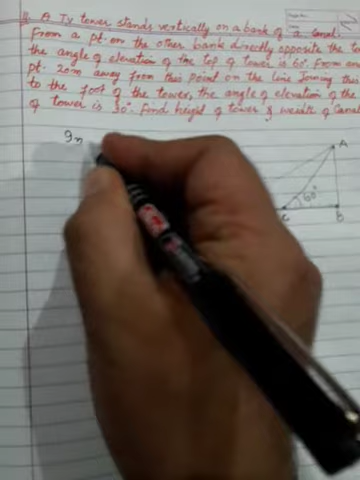 A TV tower stands vertically on a bank of a Canal.
From a pt. on the other bank directly opposite the t
the angle of elevation of the top of tower is 60° From an
pt. 20m away from this point on the line Joining this
to the foot of the tower, the angle of elevation of the
of tower is 30°. Find height of tower & width of Canal
In
A
60°
C B